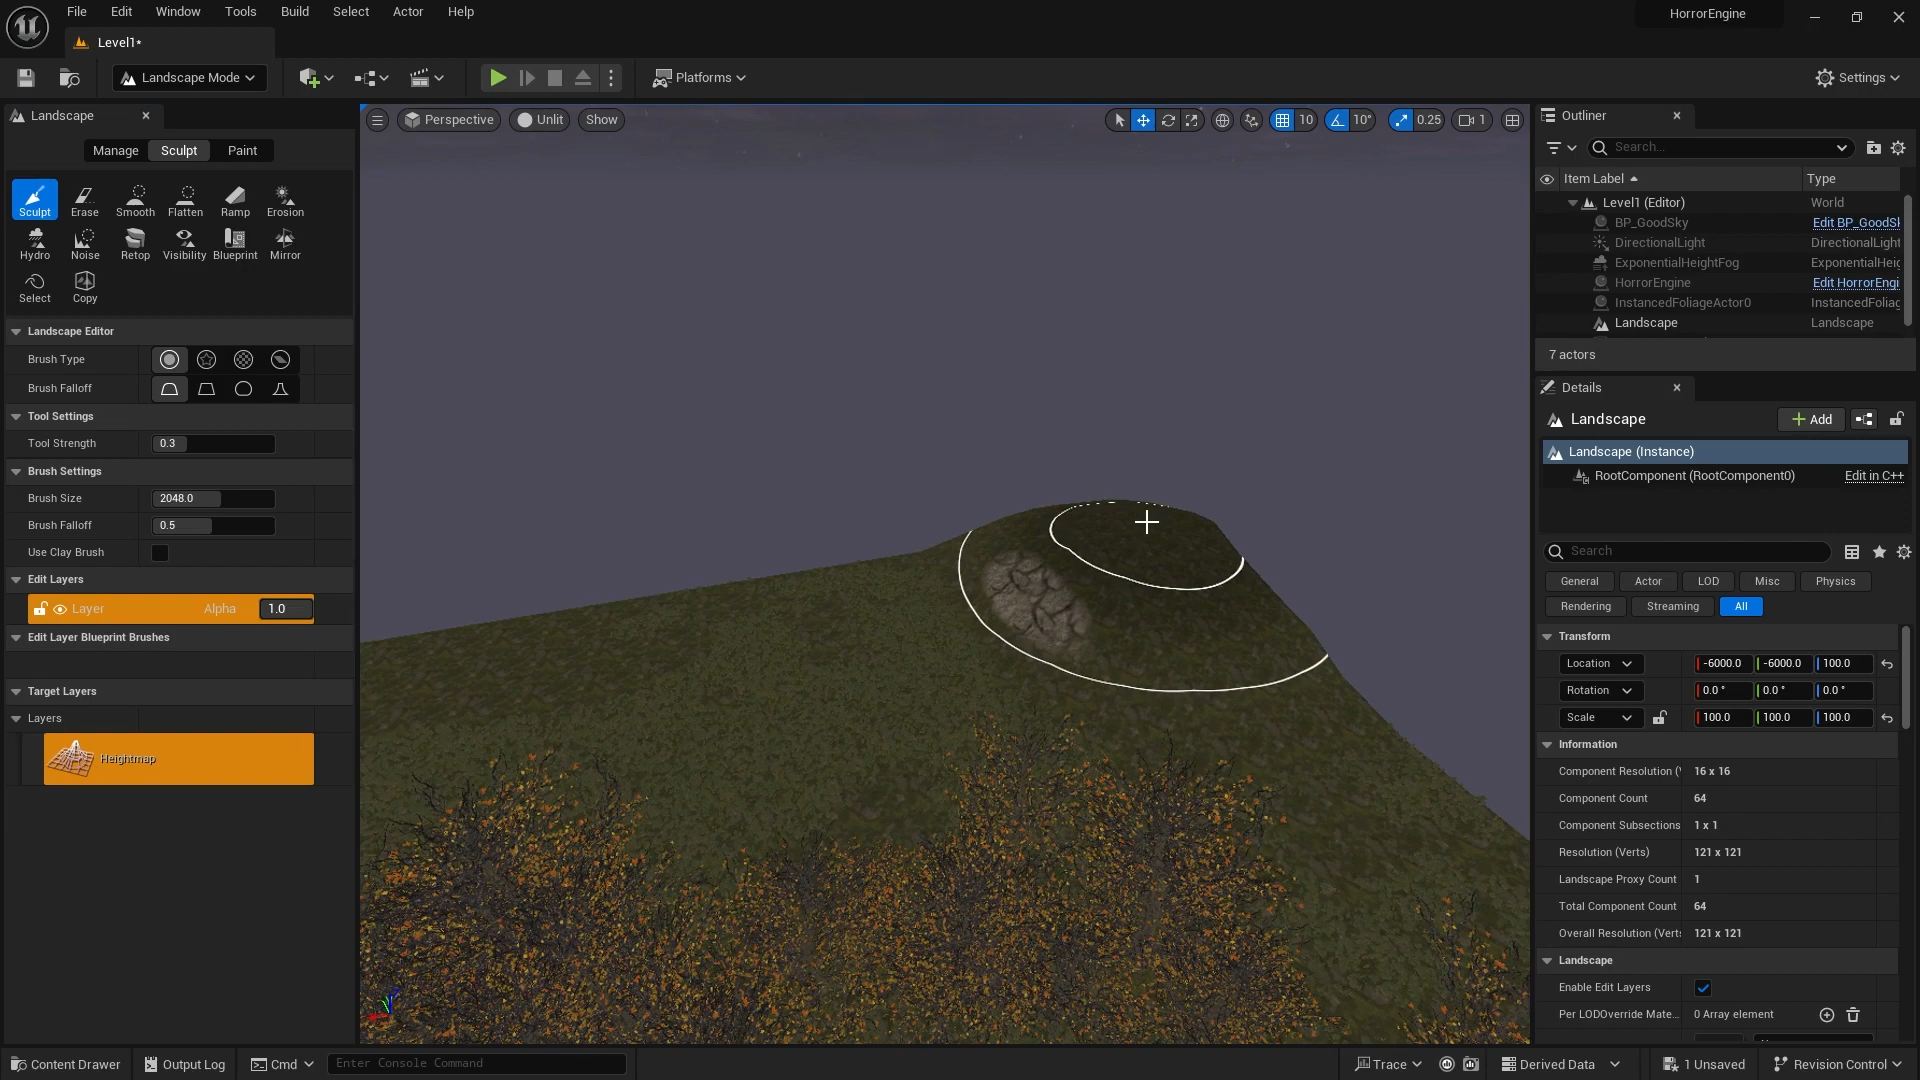 File Edit Window Tools Build Select Actor Help
HorrorEngine
Level1*
Landscape Mode
Platforms
Settings
Landscape
Manage Sculpt Paint
Sculpt Erase Smooth Flatten Ramp Erosion
Hydro Noise Retop Visibility Blueprint Mirror
Select Copy
Landscape Editor
Brush Type
Brush Falloff
Tool Settings
Tool Strength 0.3
Brush Settings
Brush Size 2048.0
Brush Falloff 0.5
Use Clay Brush
Edit Layers
Layer Alpha 1.0
Edit Layer Blueprint Brushes
Target Layers
Layers
Heightmap
Perspective Unlit Show
10 10° 0.25 1
Outliner
Search...
Item Label Type
Level1 (Editor) World
BP_GoodSky Edit BP_GoodSk
DirectionalLight DirectionalLight
ExponentialHeightFog ExponentialHeig
HorrorEngine Edit HorrorEngi
InstancedFoliageActor0 InstancedFoliag
Landscape Landscape
7 actors
Details
Landscape Add
Landscape (Instance)
RootComponent (RootComponent0) Edit in C++
Search
General Actor LOD Misc Physics
Rendering Streaming All
Transform
Location -6000.0 -6000.0 100.0
Rotation 0.0 ° 0.0 ° 0.0 °
Scale 100.0 100.0 100.0
Information
Component Resolution (V 16 x 16
Component Count 64
Component Subsections 1 x 1
Resolution (Verts) 121 x 121
Landscape Proxy Count 1
Total Component Count 64
Overall Resolution (Verts 121 x 121
Landscape
Enable Edit Layers
Per LODOverride Mate... 0 Array element
Content Drawer Output Log Cmd Enter Console Command Trace Derived Data 1 Unsaved Revision Control